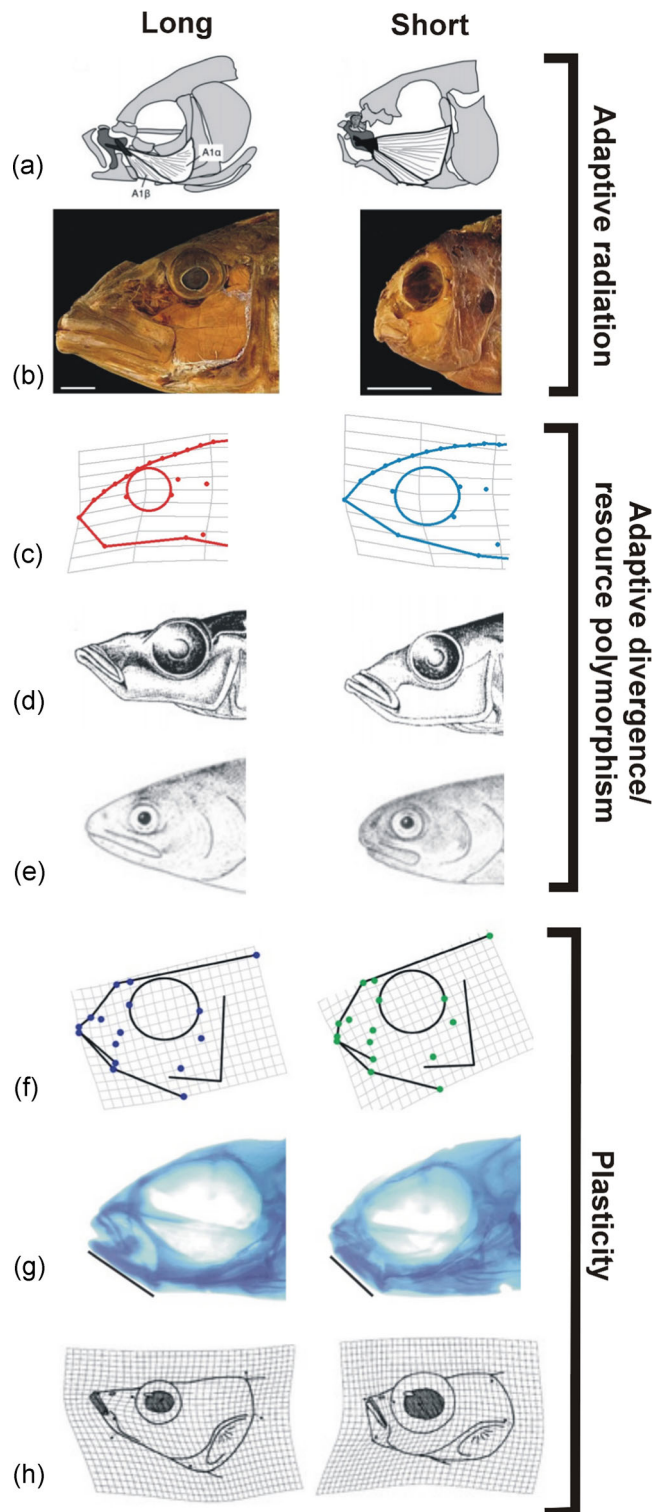 Long
Short
(a)
A1α
A1β
(b)
Adaptive radiation
(c)
(d)
(e)
Adaptive divergence/
resource polymorphism
(f)
(g)
(h)
Plasticity